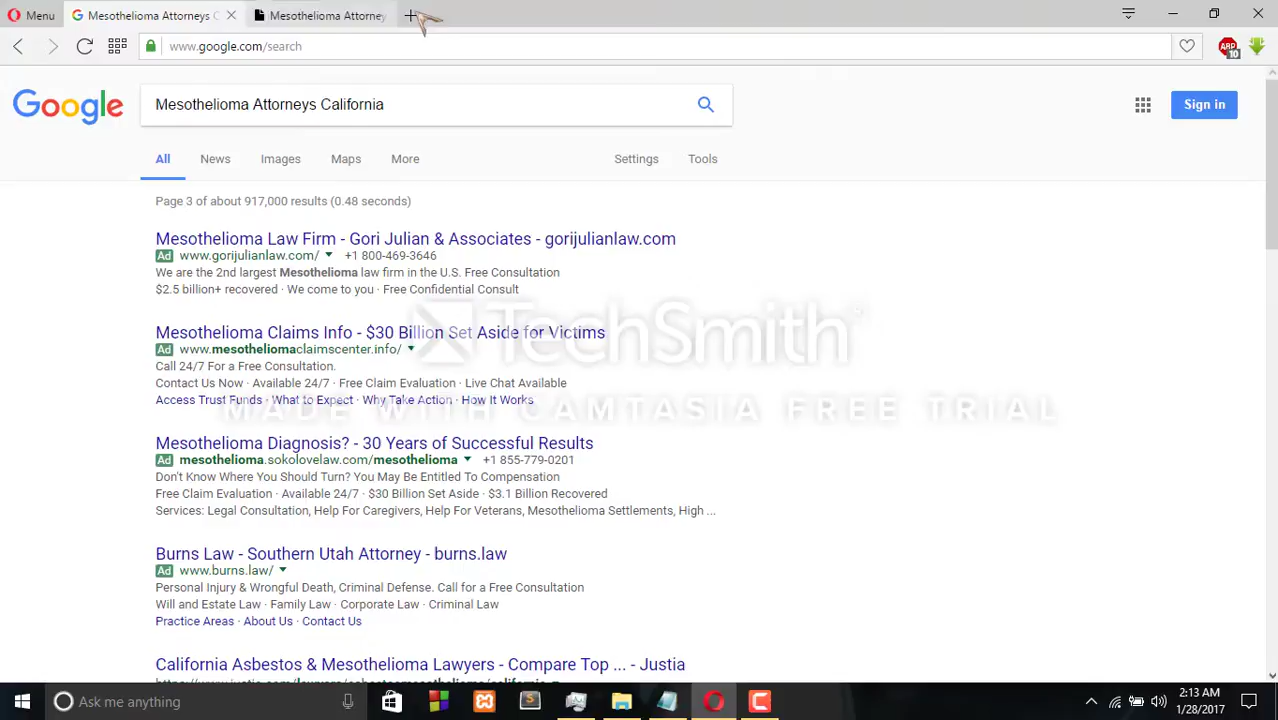 Menu
Mesothelioma Attorneys C
Mesothelioma Attorney
www.google.com/search
ABP
10
Google
Mesothelioma Attorneys California
Sign in
All
News
Images
Maps
More
Settings
Tools
Page 3 of about 917,000 results (0.48 seconds)
Mesothelioma Law Firm - Gori Julian & Associates - gorijulianlaw.com
Ad www.gorijulianlaw.com/ +1 800-469-3646
We are the 2nd largest Mesothelioma law firm in the U.S. Free Consultation
$2.5 billion+ recovered · We come to you · Free Confidential Consult
Mesothelioma Claims Info - $30 Billion Set Aside for Victims
Ad www.mesotheliomaclaimscenter.info/
Call 24/7 For a Free Consultation.
Contact Us Now · Available 24/7 · Free Claim Evaluation · Live Chat Available
Access Trust Funds · What to Expect · Why Take Action · How It Works
TechSmith
MADE WITH CAMTASIA FREE TRIAL
Mesothelioma Diagnosis? - 30 Years of Successful Results
Ad mesothelioma.sokolovelaw.com/mesothelioma +1 855-779-0201
Don't Know Where You Should Turn? You May Be Entitled To Compensation
Free Claim Evaluation · Available 24/7 · $30 Billion Set Aside · $3.1 Billion Recovered
Services: Legal Consultation, Help For Caregivers, Help For Veterans, Mesothelioma Settlements, High ...
Burns Law - Southern Utah Attorney - burns.law
Ad www.burns.law/
Personal Injury & Wrongful Death, Criminal Defense. Call for a Free Consultation
Will and Estate Law · Family Law · Corporate Law · Criminal Law
Practice Areas · About Us · Contact Us
California Asbestos & Mesothelioma Lawyers - Compare Top ... - Justia
Ask me anything
2:13 AM
1/28/2017